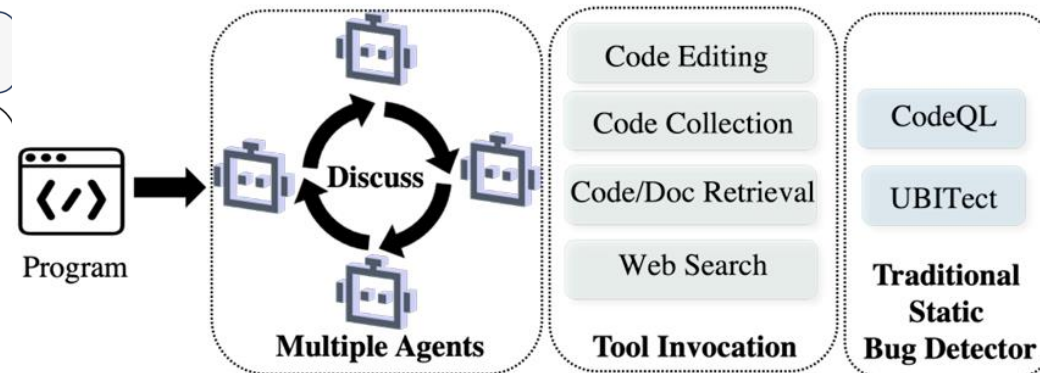 Program
Discuss
Multiple Agents
Code Editing
Code Collection
Code/Doc Retrieval
Web Search
Tool Invocation
CodeQL
UBITect
Traditional
Static
Bug Detector